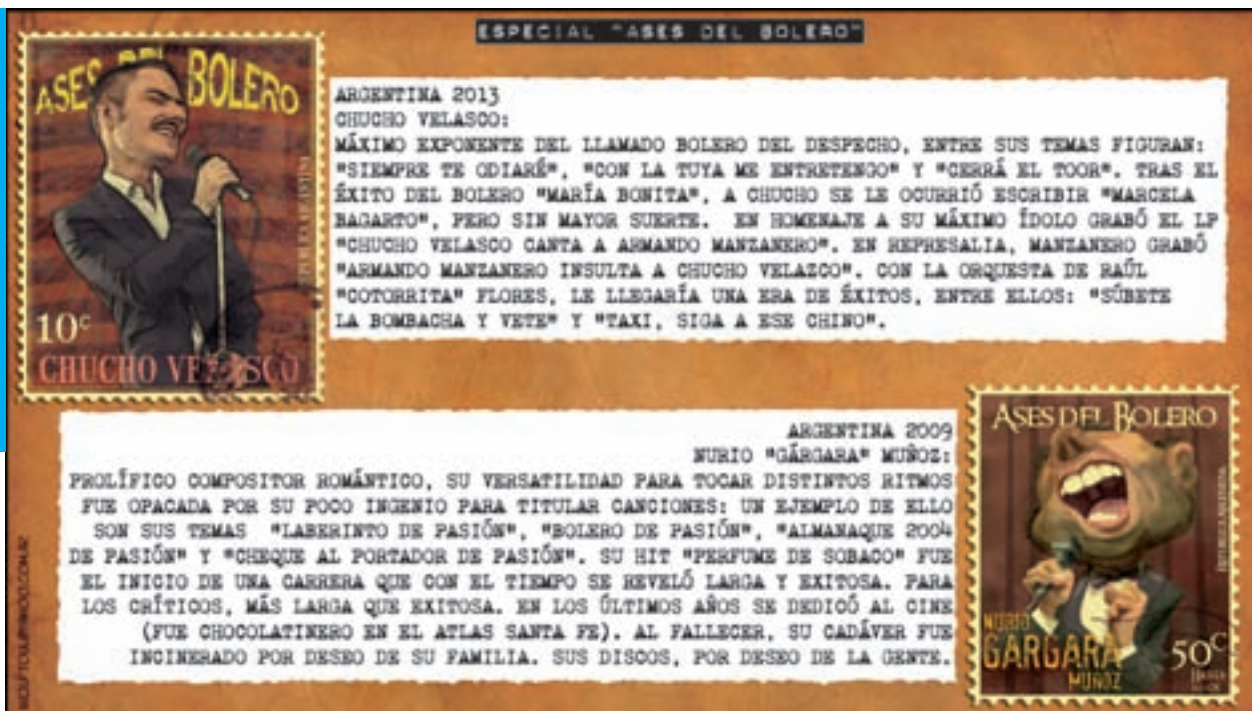 ESPECIAL "ASES DEL BOLERO"
ASES DEL BOLERO
10c
CHUCHO VELASCO
ARGENTINA 2013
CHUCHO VELASCO:
MÁXIMO EXPONENTE DEL LLAMADO BOLERO DEL DESPECHO, ENTRE SUS TEMAS FIGURAN:
"SIEMPRE TE ODIARÉ", "CON LA TUYA ME ENTRETENGO" Y "CERRÁ EL TOOR". TRAS EL
ÉXITO DEL BOLERO "MARÍA BONITA", A CHUCHO SE LE OCURRIÓ ESCRIBIR "MARCELA
BAGARTO", PERO SIN MAYOR SUERTE. EN HOMENAJE A SU MÁXIMO ÍDOLO GRABÓ EL LP
"CHUCHO VELASCO CANTA A ARMANDO MANZANERO". EN REPRESALIA, MANZANERO GRABÓ
"ARMANDO MANZANERO INSULTA A CHUCHO VELAZCO". CON LA ORQUESTA DE RAÚL
"COTORRITA" FLORES, LE LLEGARÍA UNA ERA DE ÉXITOS, ENTRE ELLOS: "SÚBETE
LA BOMBACHA Y VETE" Y "TAXI, SIGA A ESE CHINO".
ARGENTINA 2009
NURIO "GÁRGARA" MUÑOZ:
PROLÍFICO COMPOSITOR ROMÁNTICO, SU VERSATILIDAD PARA TOCAR DISTINTOS RITMOS
FUE OPACADA POR SU POCO INGENIO PARA TITULAR CANCIONES: UN EJEMPLO DE ELLO
SON SUS TEMAS "LABERINTO DE PASIÓN", "BOLERO DE PASIÓN", "ALMANAQUE 2004
DE PASIÓN" Y "CHEQUE AL PORTADOR DE PASIÓN". SU HIT "PERFUME DE SOBACO" FUE
EL INICIO DE UNA CARRERA QUE CON EL TIEMPO SE REVELÓ LARGA Y EXITOSA. PARA
LOS CRÍTICOS, MÁS LARGA QUE EXITOSA. EN LOS ÚLTIMOS AÑOS SE DEDICÓ AL CINE
(FUE CHOCOLATINERO EN EL ATLAS SANTA FE). AL FALLECER, SU CADÁVER FUE
INCINERADO POR DESEO DE SU FAMILIA. SUS DISCOS, POR DESEO DE LA GENTE.
ASES DEL BOLERO
NURIO
GÁRGARA
MUÑOZ
50c